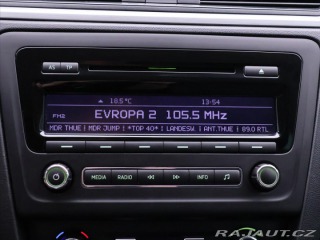 AS TP
18.5°C 13:54
FM2 EVROPA 2 105.5 MHz
MDR THUE | MDR JUMP | *TOP 40* | LANDESW. | ANT.THUE | 89.0 RTL
MEDIA RADIO INFO
RAJAUT.CZ